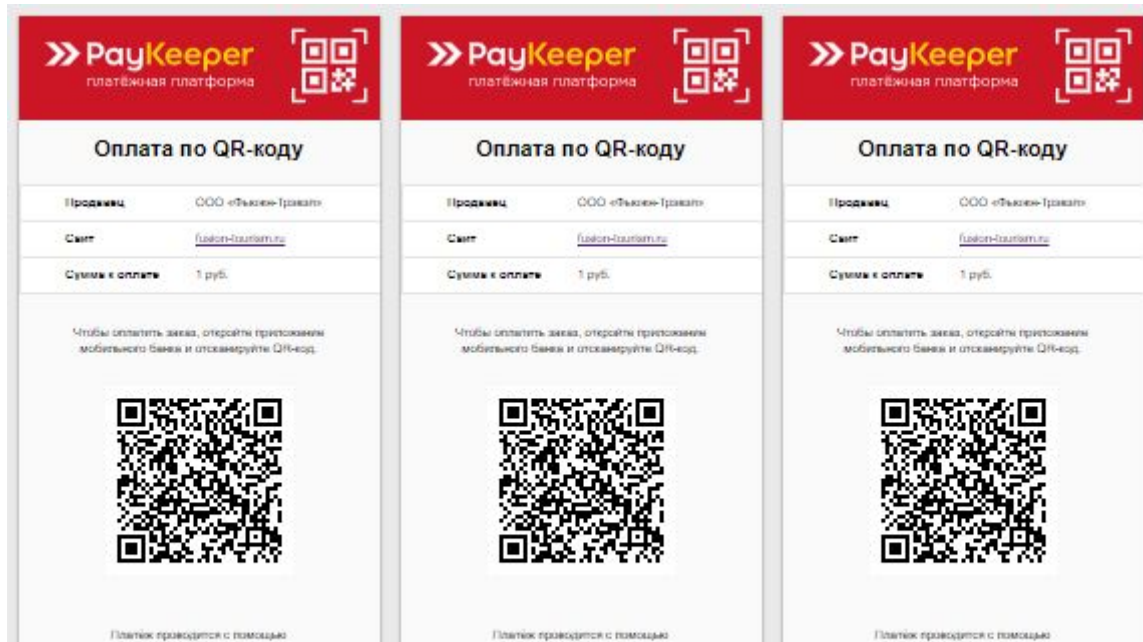 PayKeeper
платёжная платформа
Оплата по QR-коду
Продавец ООО «Фьюжн-Трэвел»
Сайт fusion-tourism.ru
Сумма к оплате 1 руб.
Чтобы оплатить заказ, откройте приложение
мобильного банка и отсканируйте QR-код.
Платёж проводится с помощью
PayKeeper
платёжная платформа
Оплата по QR-коду
Продавец ООО «Фьюжн-Трэвел»
Сайт fusion-tourism.ru
Сумма к оплате 1 руб.
Чтобы оплатить заказ, откройте приложение
мобильного банка и отсканируйте QR-код.
Платёж проводится с помощью
PayKeeper
платёжная платформа
Оплата по QR-коду
Продавец ООО «Фьюжн-Трэвел»
Сайт fusion-tourism.ru
Сумма к оплате 1 руб.
Чтобы оплатить заказ, откройте приложение
мобильного банка и отсканируйте QR-код.
Платёж проводится с помощью